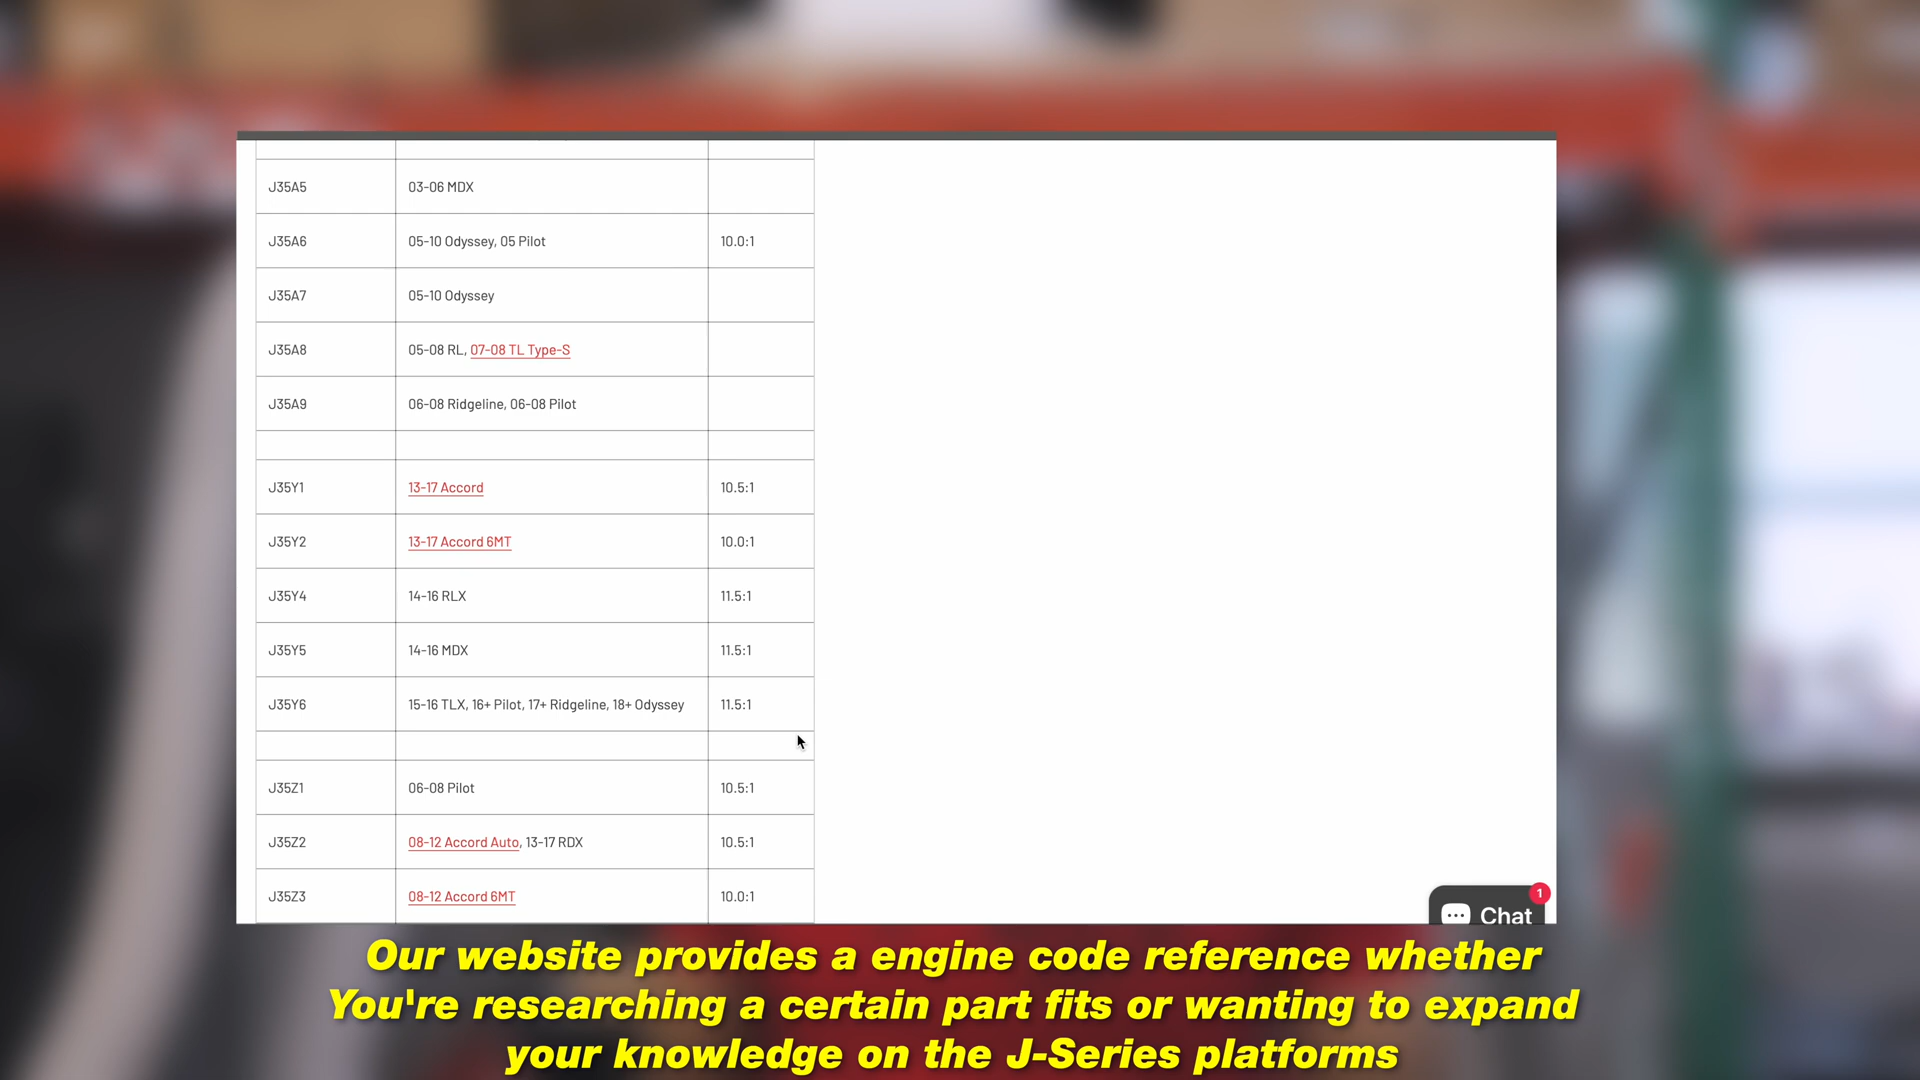 J35A5 03-06 MDX
J35A6 05-10 Odyssey, 05 Pilot 10.0:1
J35A7 05-10 Odyssey
J35A8 05-08 RL, 07-08 TL Type-S
J35A9 06-08 Ridgeline, 06-08 Pilot
J35Y1 13-17 Accord 10.5:1
J35Y2 13-17 Accord 6MT 10.0:1
J35Y4 14-16 RLX 11.5:1
J35Y5 14-16 MDX 11.5:1
J35Y6 15-16 TLX, 16+ Pilot, 17+ Ridgeline, 18+ Odyssey 11.5:1
J35Z1 06-08 Pilot 10.5:1
J35Z2 08-12 Accord Auto, 13-17 RDX 10.5:1
J35Z3 08-12 Accord 6MT 10.0:1
1
Chat
Our website provides a engine code reference whether
You're researching a certain part fits or wanting to expand
your knowledge on the J-Series platforms